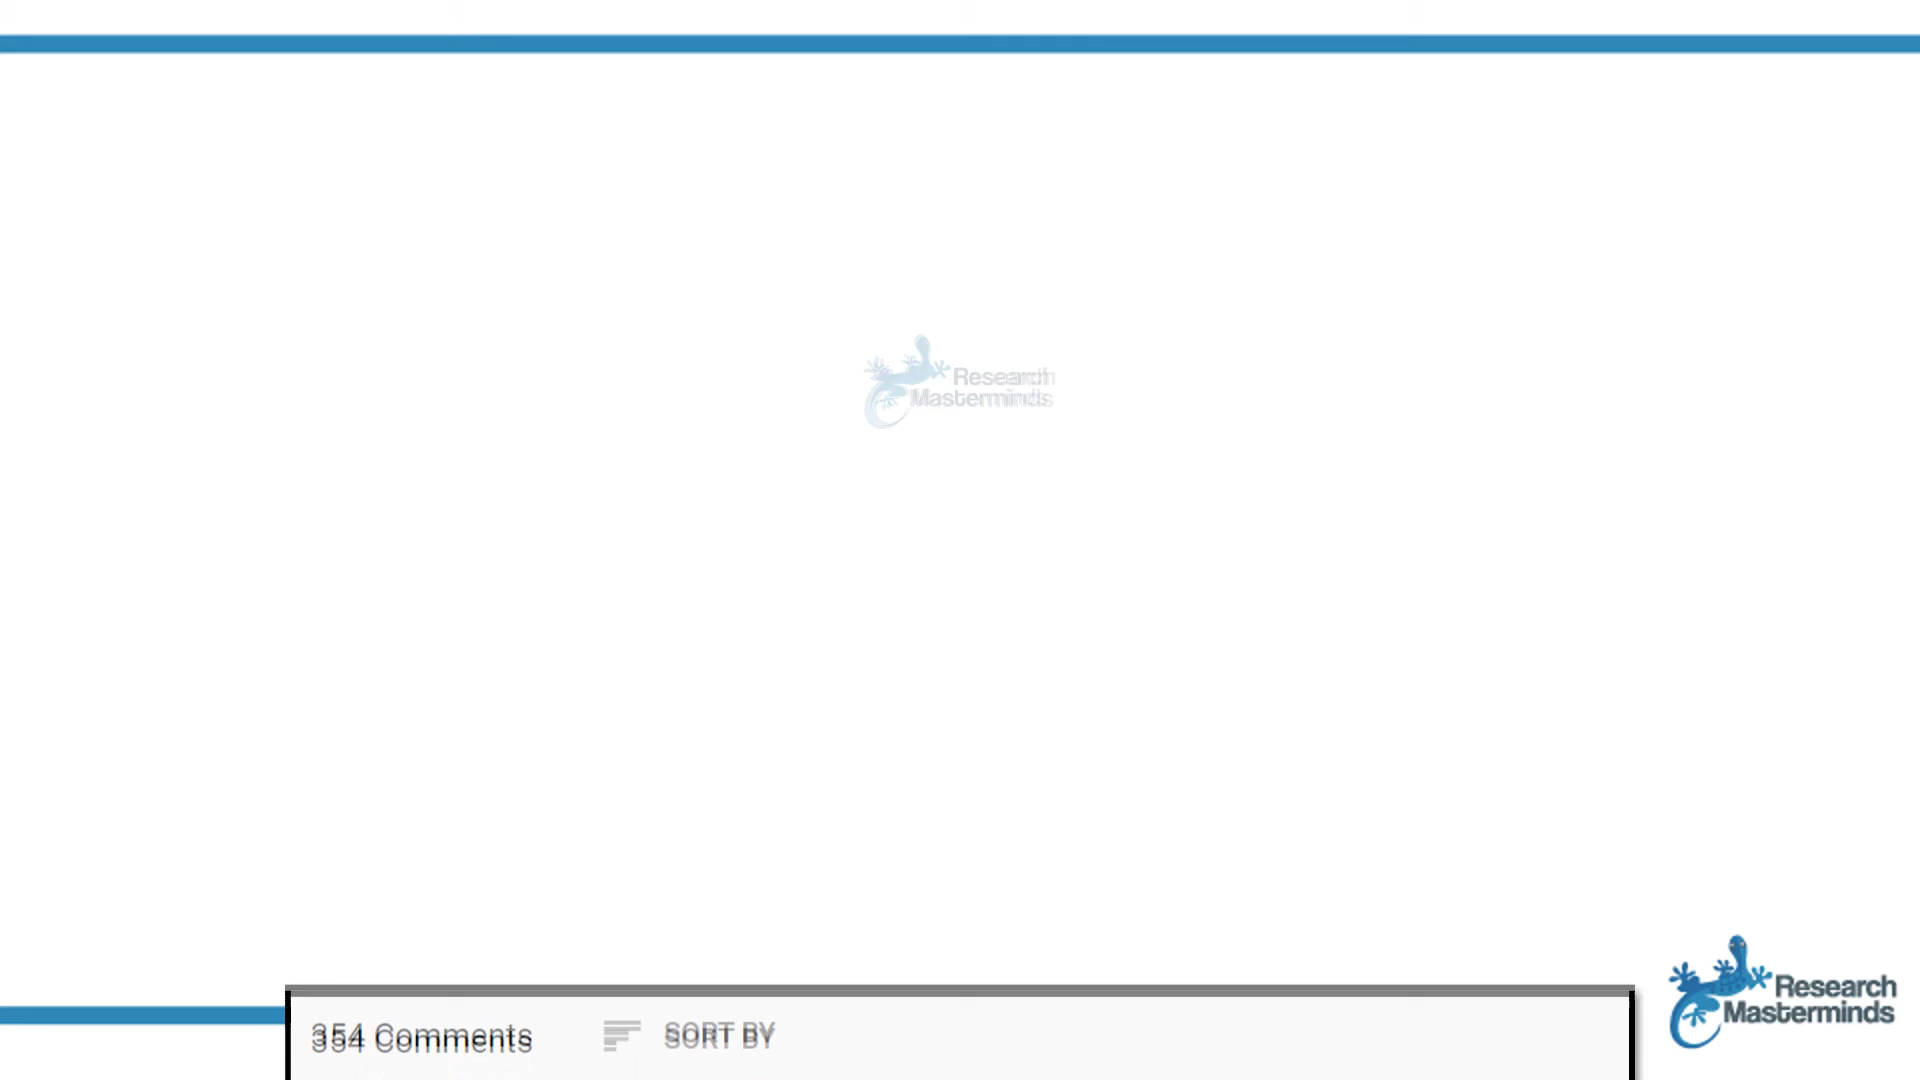 Research
Masterminds
354 Comments SORT BY
Research
Masterminds